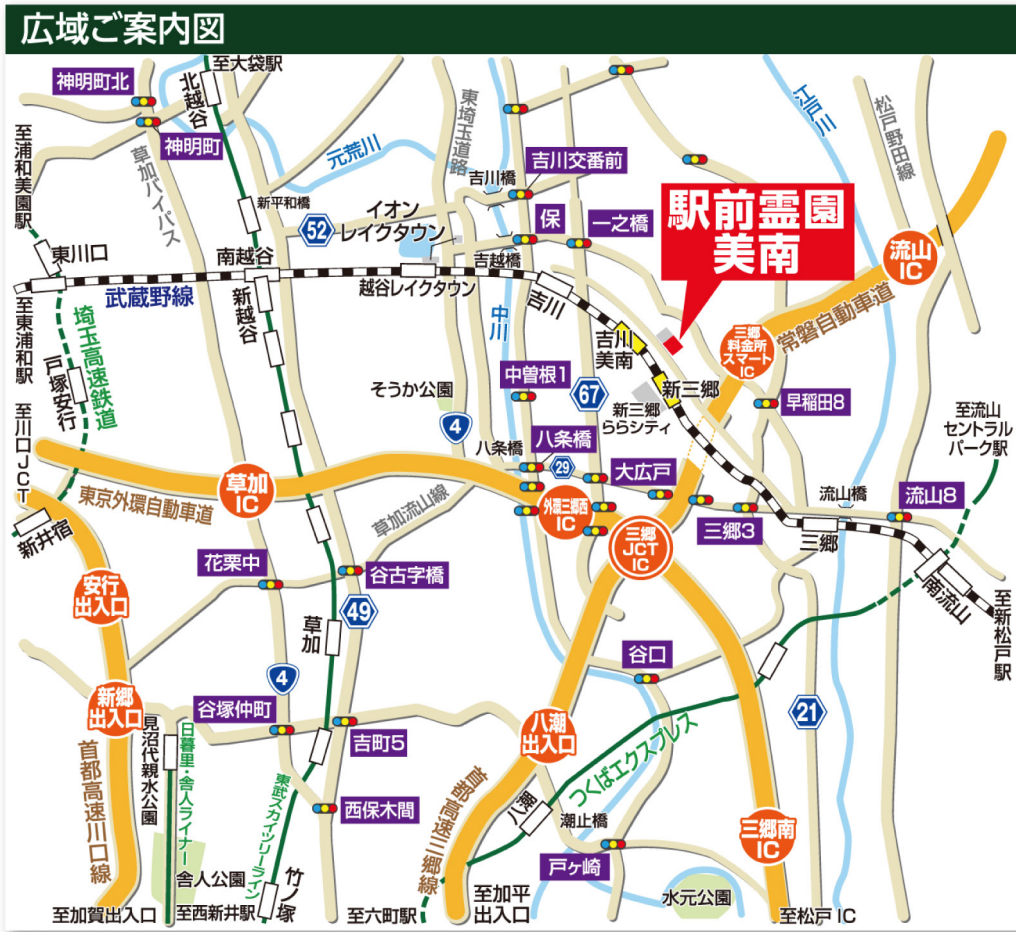 広域ご案内図
神明町北
北越谷
至大袋駅
神明町
至浦和美園駅
草加バイパス
元荒川
東埼玉道路
江戸川
松戸野田線
吉川交番前
吉川橋
新平和橋
52
イオン
レイクタウン
保
一之橋
駅前霊園
美南
流山
IC
東川口
南越谷
新越谷
武蔵野線
越谷レイクタウン
吉越橋
吉川
中川
吉川
美南
三郷
料金所
スマート
IC
常磐自動車道
至東浦和駅
埼玉高速鉄道
戸塚安行
そうか公園
中曽根1
67
新三郷
新三郷
ららシティ
早稲田8
至流山
セントラル
パーク駅
至川口JCT
4
八条橋
八条橋
29
大広戸
草加
IC
東京外環自動車道
草加流山線
外環三郷西
IC
三郷
JCT
IC
三郷3
流山橋
三郷
流山8
新井宿
花栗中
谷古字橋
安行
出入口
49
草加
南流山
至新松戸駅
谷口
4
新郷
出入口
谷塚仲町
吉町5
八潮
出入口
21
見沼代親水公園
日暮里・舎人ライナー
首都高速川口線
東武スカイツリーライン
西保木間
首都高速三郷線
つくばエクスプレス
八潮
潮止橋
三郷南
IC
戸ヶ崎
舎人公園
竹ノ塚
水元公園
至加賀出入口
至西新井駅
至六町駅
至加平
出入口
至松戸 IC